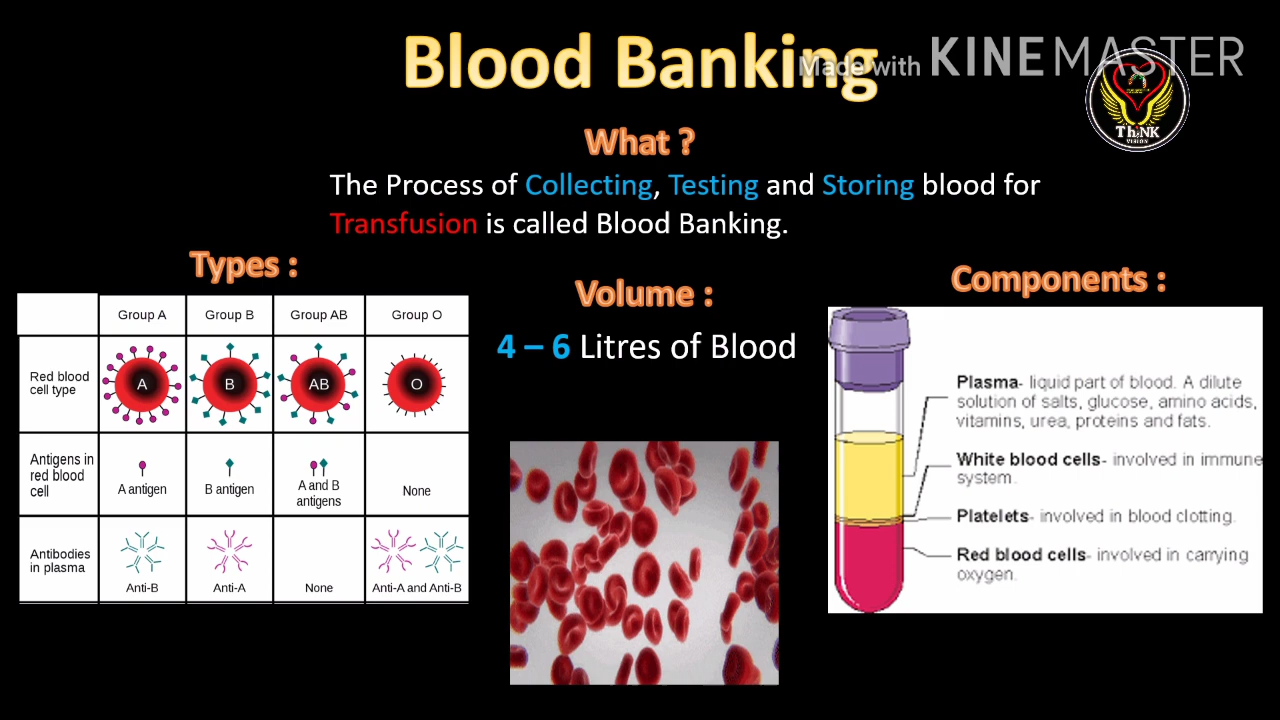 Blood Banking
Made with KINEMASTER
ThiNK
VISION
What ?
The Process of Collecting, Testing and Storing blood for
Transfusion is called Blood Banking.
Types :
Group A Group B Group AB Group O
Red blood
cell type
A B AB O
Antigens in
red blood
cell
A antigen B antigen A and B
antigens None
Antibodies
in plasma
Anti-B Anti-A None Anti-A and Anti-B
Volume :
4 – 6 Litres of Blood
Components :
Plasma- liquid part of blood. A dilute
solution of salts, glucose, amino acids,
vitamins, urea, proteins and fats.
White blood cells- involved in immune
system.
Platelets- involved in blood clotting.
Red blood cells- involved in carrying
oxygen.